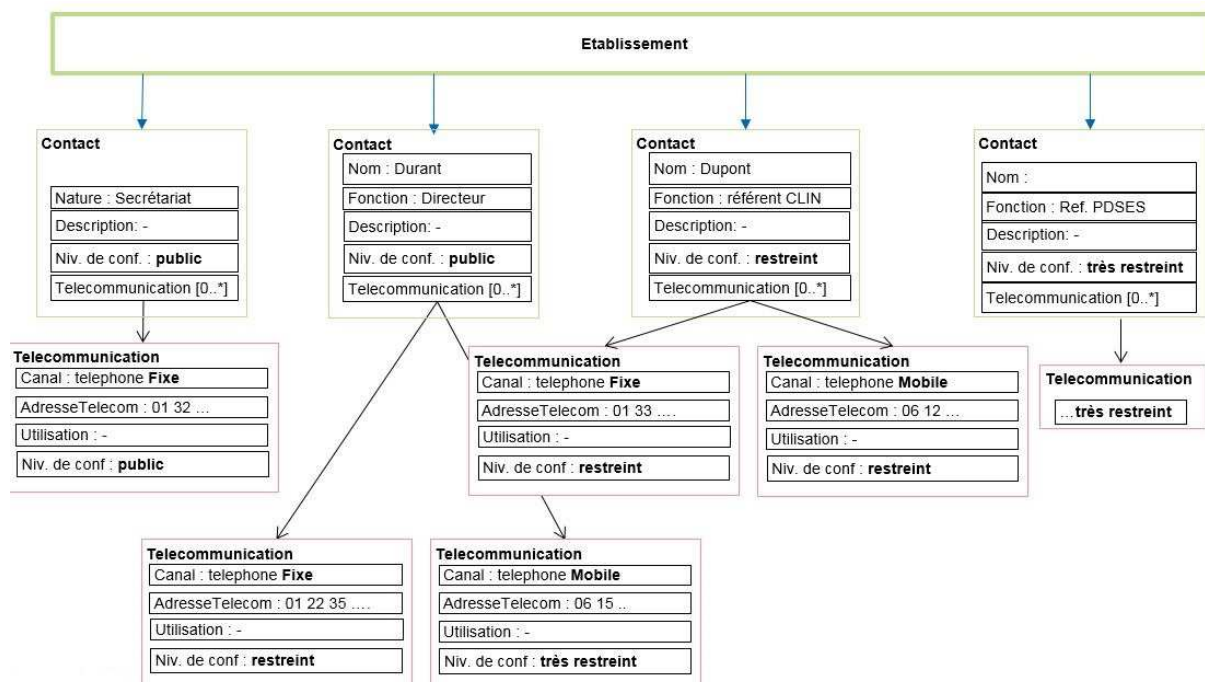 Etablissement
Contact
Nature : Secrétariat
Description: -
Niv. de conf. : public
Telecommunication [0..*]
Contact
Nom : Durant
Fonction : Directeur
Description: -
Niv. de conf. : public
Telecommunication [0..*]
Contact
Nom : Dupont
Fonction : référent CLIN
Description: -
Niv. de conf. : restreint
Telecommunication [0..*]
Contact
Nom :
Fonction : Ref. PDSES
Description: -
Niv. de conf. : très restreint
Telecommunication [0..*]
Telecommunication
Canal : telephone Fixe
AdresseTelecom : 01 32 ...
Utilisation : -
Niv. de conf : public
Telecommunication
Canal : telephone Fixe
AdresseTelecom : 01 33 ....
Utilisation : -
Niv. de conf : restreint
Telecommunication
Canal : telephone Mobile
AdresseTelecom : 06 12 ...
Utilisation : -
Niv. de conf : restreint
Telecommunication
...très restreint
Telecommunication
Canal : telephone Fixe
AdresseTelecom : 01 22 35 ....
Utilisation : -
Niv. de conf : restreint
Telecommunication
Canal : telephone Mobile
AdresseTelecom : 06 15 ..
Utilisation : -
Niv. de conf : très restreint